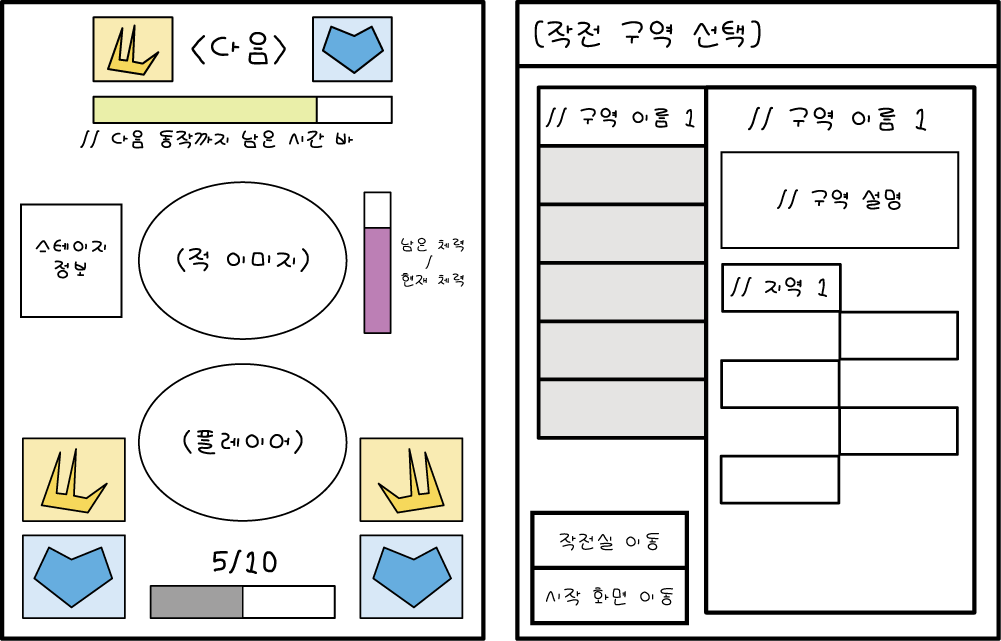 <다음>
// 다음 동작까지 남은 시간 바
스테이지
정보
(적 이미지)
남은 체력
/
현재 체력
(플레이어)
5/10
(작전 구역 선택)
// 구역 이름 1
// 구역 이름 1
// 구역 설명
// 지역 1
작전실 이동
시작 화면 이동